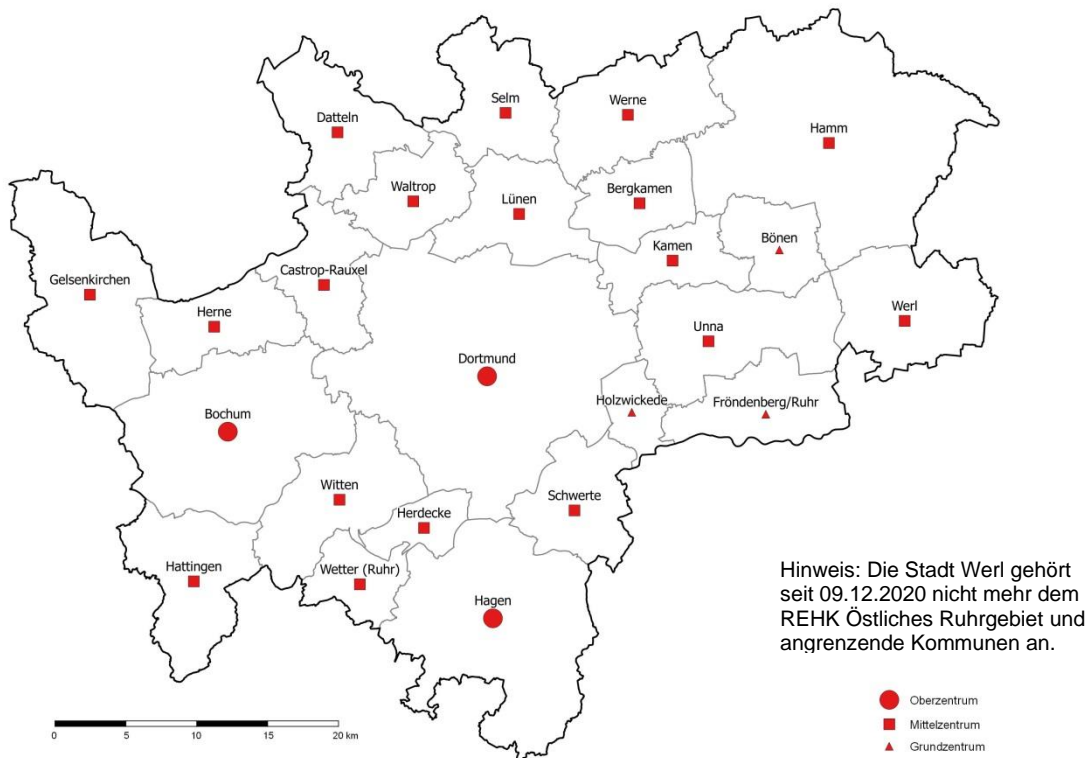 Selm
Werne
Datteln
Hamm
Waltrop
Lünen
Bergkamen
Bönen
Kamen
Gelsenkirchen
Castrop-Rauxel
Herne
Werl
Unna
Dortmund
Holzwickede
Fröndenberg/Ruhr
Bochum
Witten
Schwerte
Herdecke
Hattingen
Wetter (Ruhr)
Hagen
Hinweis: Die Stadt Werl gehört
seit 09.12.2020 nicht mehr dem
REHK Östliches Ruhrgebiet und
angrenzende Kommunen an.
Oberzentrum
Mittelzentrum
Grundzentrum
0 5 10 15 20 km